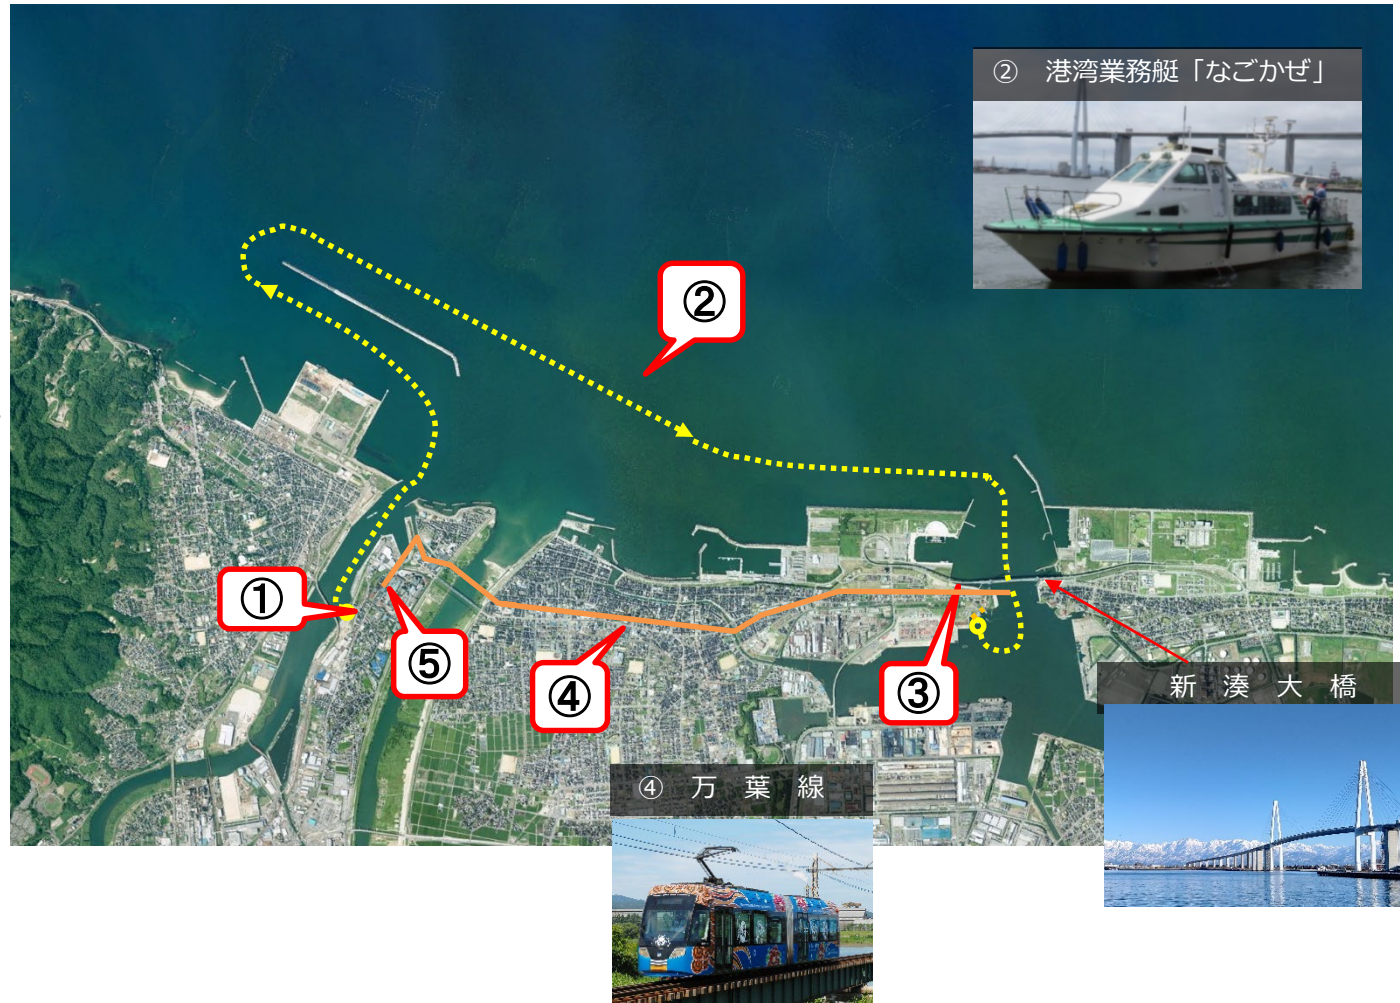 ② 港湾業務艇「なごかぜ」
②
①
⑤
④
③
新 湊 大 橋
④ 万 葉 線